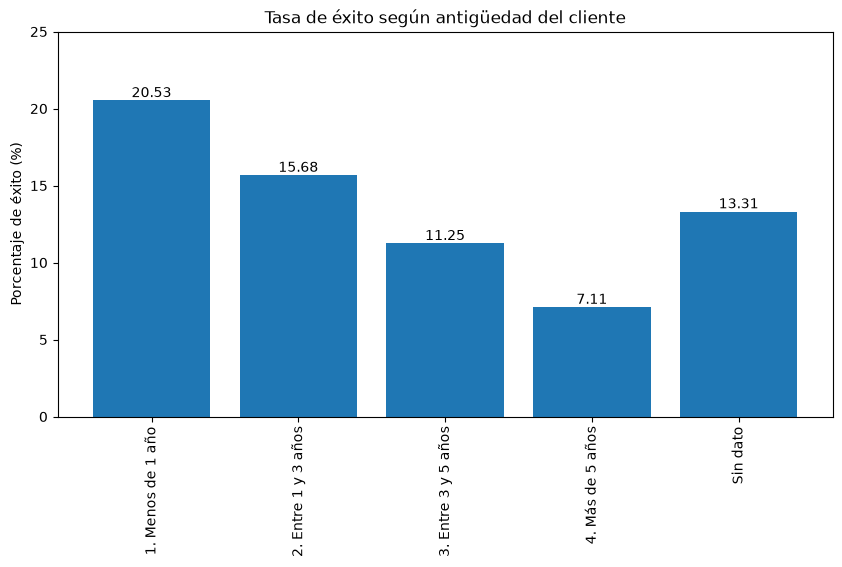 Tasa de éxito según antigüedad del cliente
Porcentaje de éxito (%)
25
20
15
10
5
0
20.53
15.68
11.25
7.11
13.31
1. Menos de 1 año
2. Entre 1 y 3 años
3. Entre 3 y 5 años
4. Más de 5 años
Sin dato